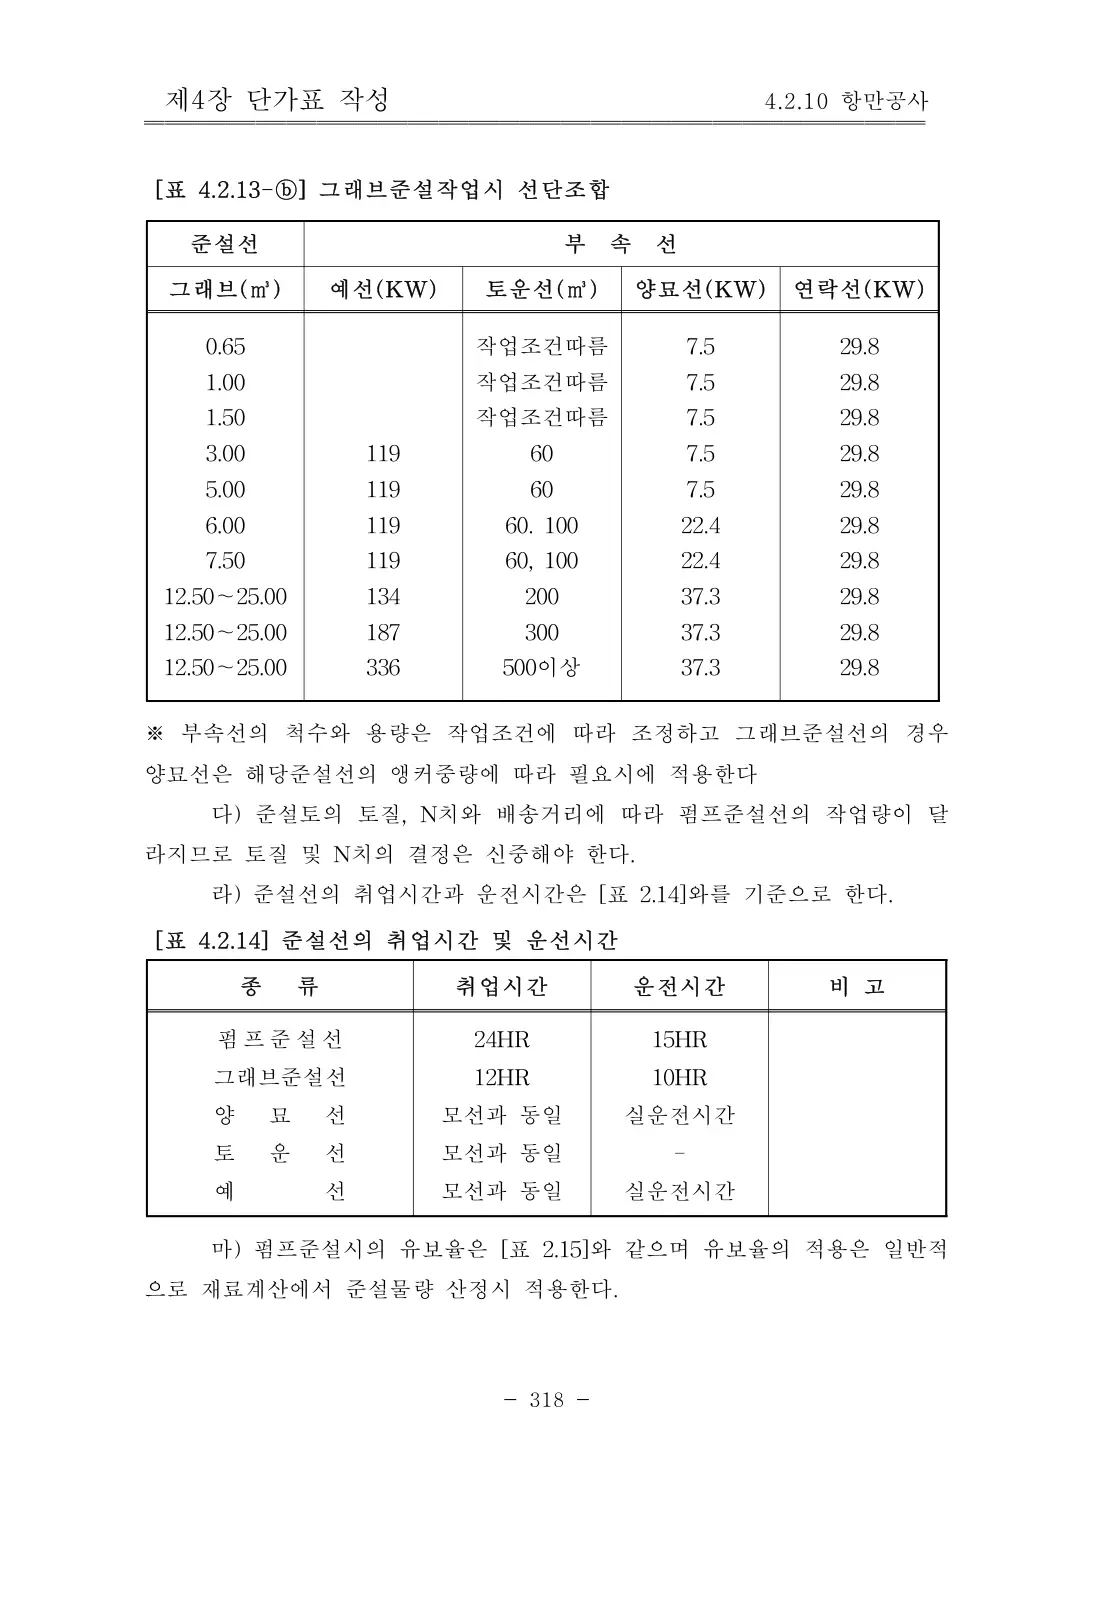 제4장 단가표 작성 4.2.10 항만공사
[표 4.2.13-ⓑ] 그래브준설작업시 선단조합
준설선 부 속 선
그래브(㎥) 예선(KW) 토운선(㎥) 양묘선(KW) 연락선(KW)
0.65 작업조건따름 7.5 29.8
1.00 작업조건따름 7.5 29.8
1.50 작업조건따름 7.5 29.8
3.00 119 60 7.5 29.8
5.00 119 60 7.5 29.8
6.00 119 60. 100 22.4 29.8
7.50 119 60, 100 22.4 29.8
12.50~25.00 134 200 37.3 29.8
12.50~25.00 187 300 37.3 29.8
12.50~25.00 336 500이상 37.3 29.8
※ 부속선의 척수와 용량은 작업조건에 따라 조정하고 그래브준설선의 경우
양묘선은 해당준설선의 앵커중량에 따라 필요시에 적용한다
다) 준설토의 토질, N치와 배송거리에 따라 펌프준설선의 작업량이 달
라지므로 토질 및 N치의 결정은 신중해야 한다.
라) 준설선의 취업시간과 운전시간은 [표 2.14]와를 기준으로 한다.
[표 4.2.14] 준설선의 취업시간 및 운선시간
종 류 취업시간 운전시간 비 고
펌프준설선 24HR 15HR
그래브준설선 12HR 10HR
양 묘 선 모선과 동일 실운전시간
토 운 선 모선과 동일 -
예 선 모선과 동일 실운전시간
마) 펌프준설시의 유보율은 [표 2.15]와 같으며 유보율의 적용은 일반적
으로 재료계산에서 준설물량 산정시 적용한다.
- 318 -